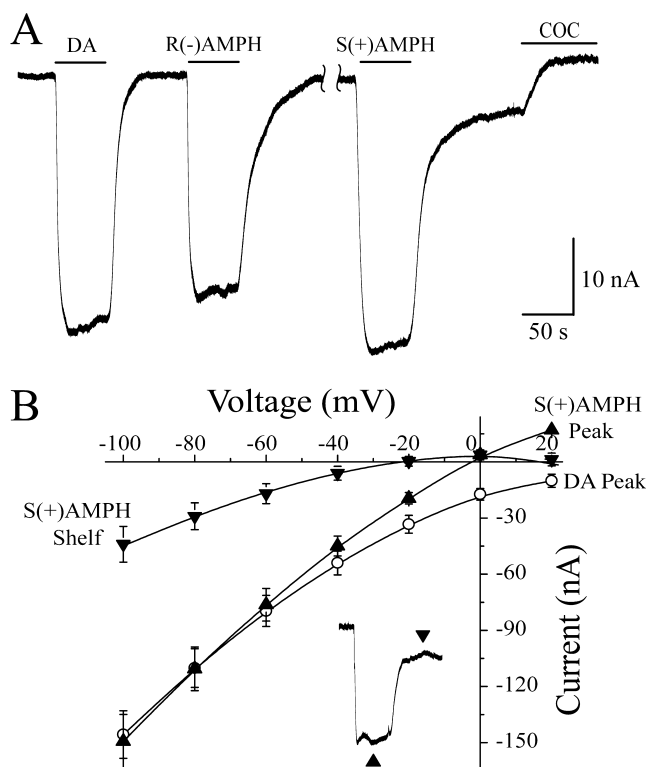 A
DA
R(-)AMPH
S(+)AMPH
COC
10 nA
50 s
B
Voltage (mV)
S(+)AMPH
Peak
-100 -80 -60 -40 -20 0 20
DA Peak
S(+)AMPH
Shelf
-30
-60
-90
-120
-150
Current (nA)